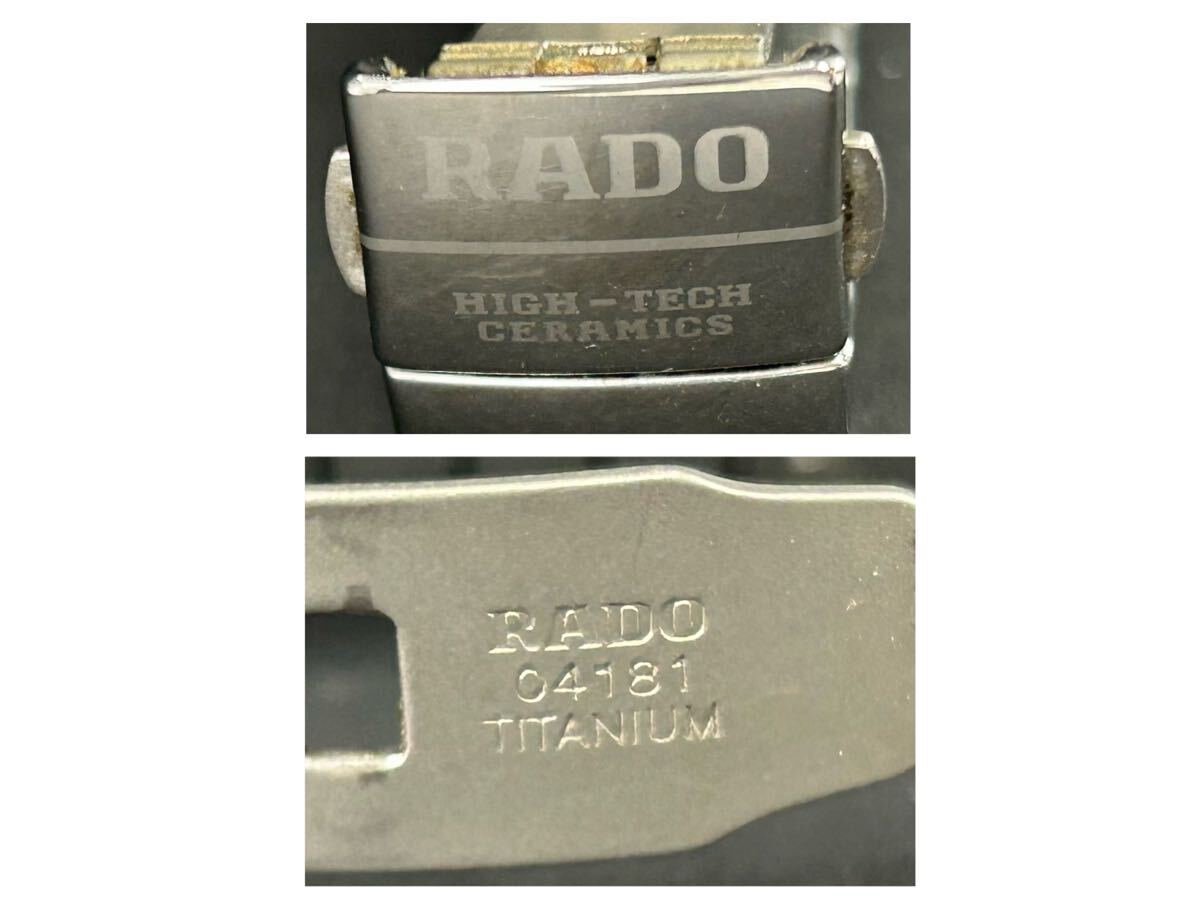 RADO
HIGH-TECH
CERAMICS
RADO
04181
TITANIUM